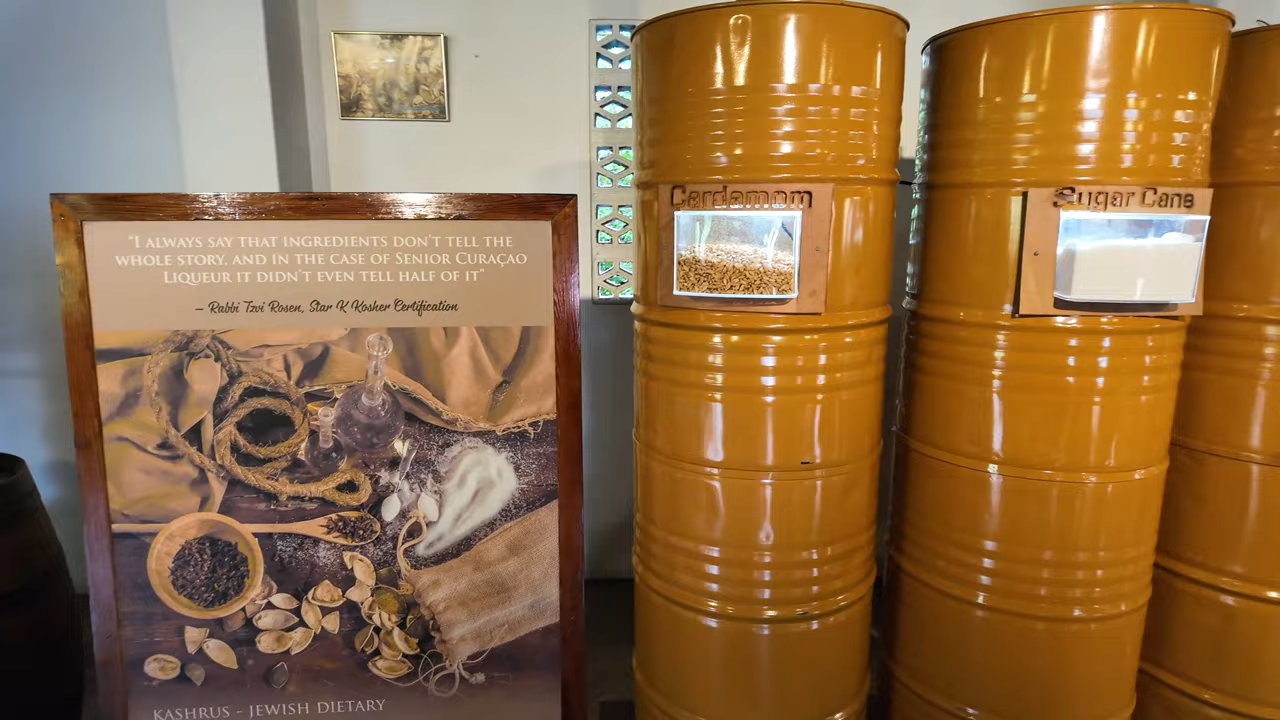 “I ALWAYS SAY THAT INGREDIENTS DON’T TELL THE
WHOLE STORY, AND IN THE CASE OF SENIOR CURAÇAO
LIQUEUR IT DIDN’T EVEN TELL HALF OF IT”
– Rabbi Tzvi Rosen, Star K Kosher Certification
KASHRUS - JEWISH DIETARY
Cardamom
Sugar Cane